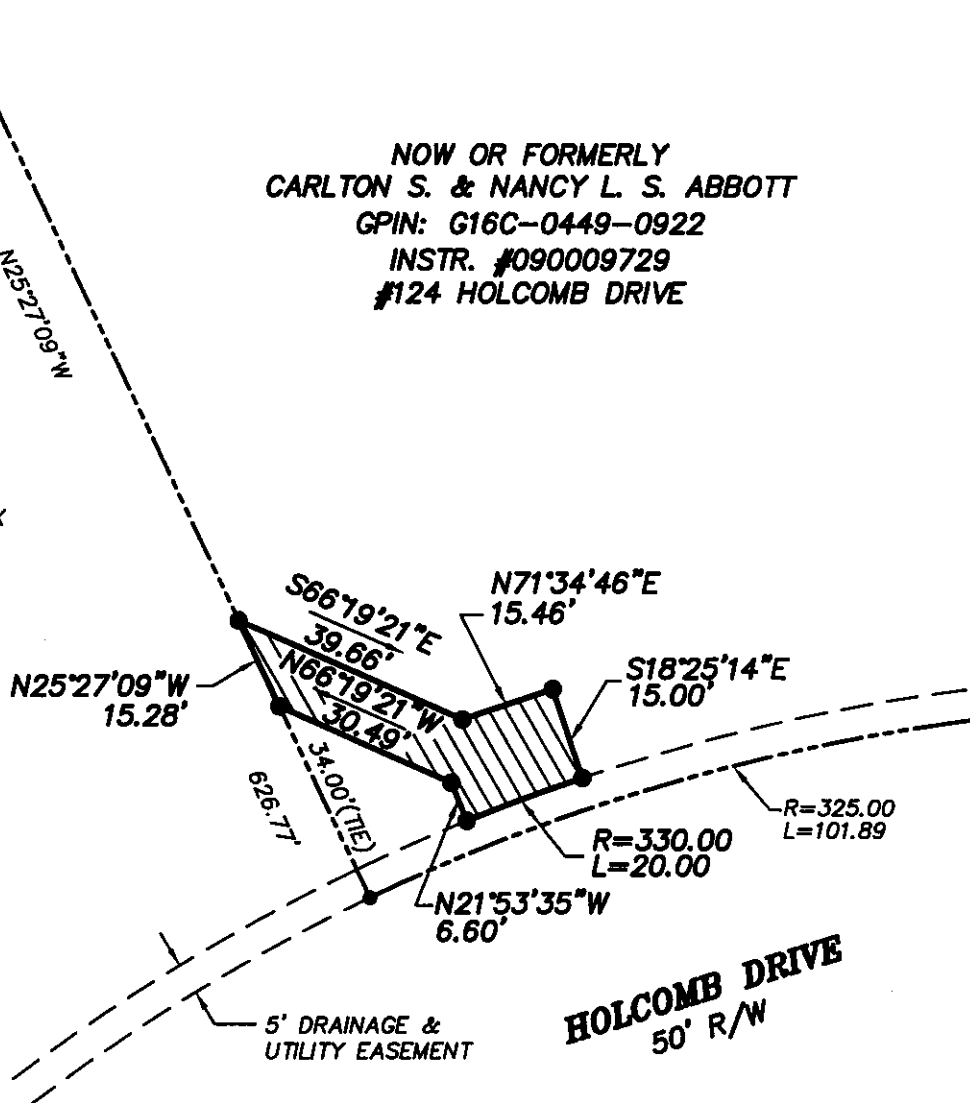 NOW OR FORMERLY
CARLTON S. & NANCY L. S. ABBOTT
GPIN: G16C-0449-0922
INSTR. #090009729
#124 HOLCOMB DRIVE
N25°27'09"W
S66°19'21"E
39.66'
N71°34'46"E
15.46'
N66°19'21"W
30.49'
S18°25'14"E
15.00'
N25°27'09"W
15.28'
34.00'(TIE)
626.77'
R=325.00
L=101.89
R=330.00
L=20.00
N21°53'35"W
6.60'
HOLCOMB DRIVE
50' R/W
5' DRAINAGE &
UTILITY EASEMENT